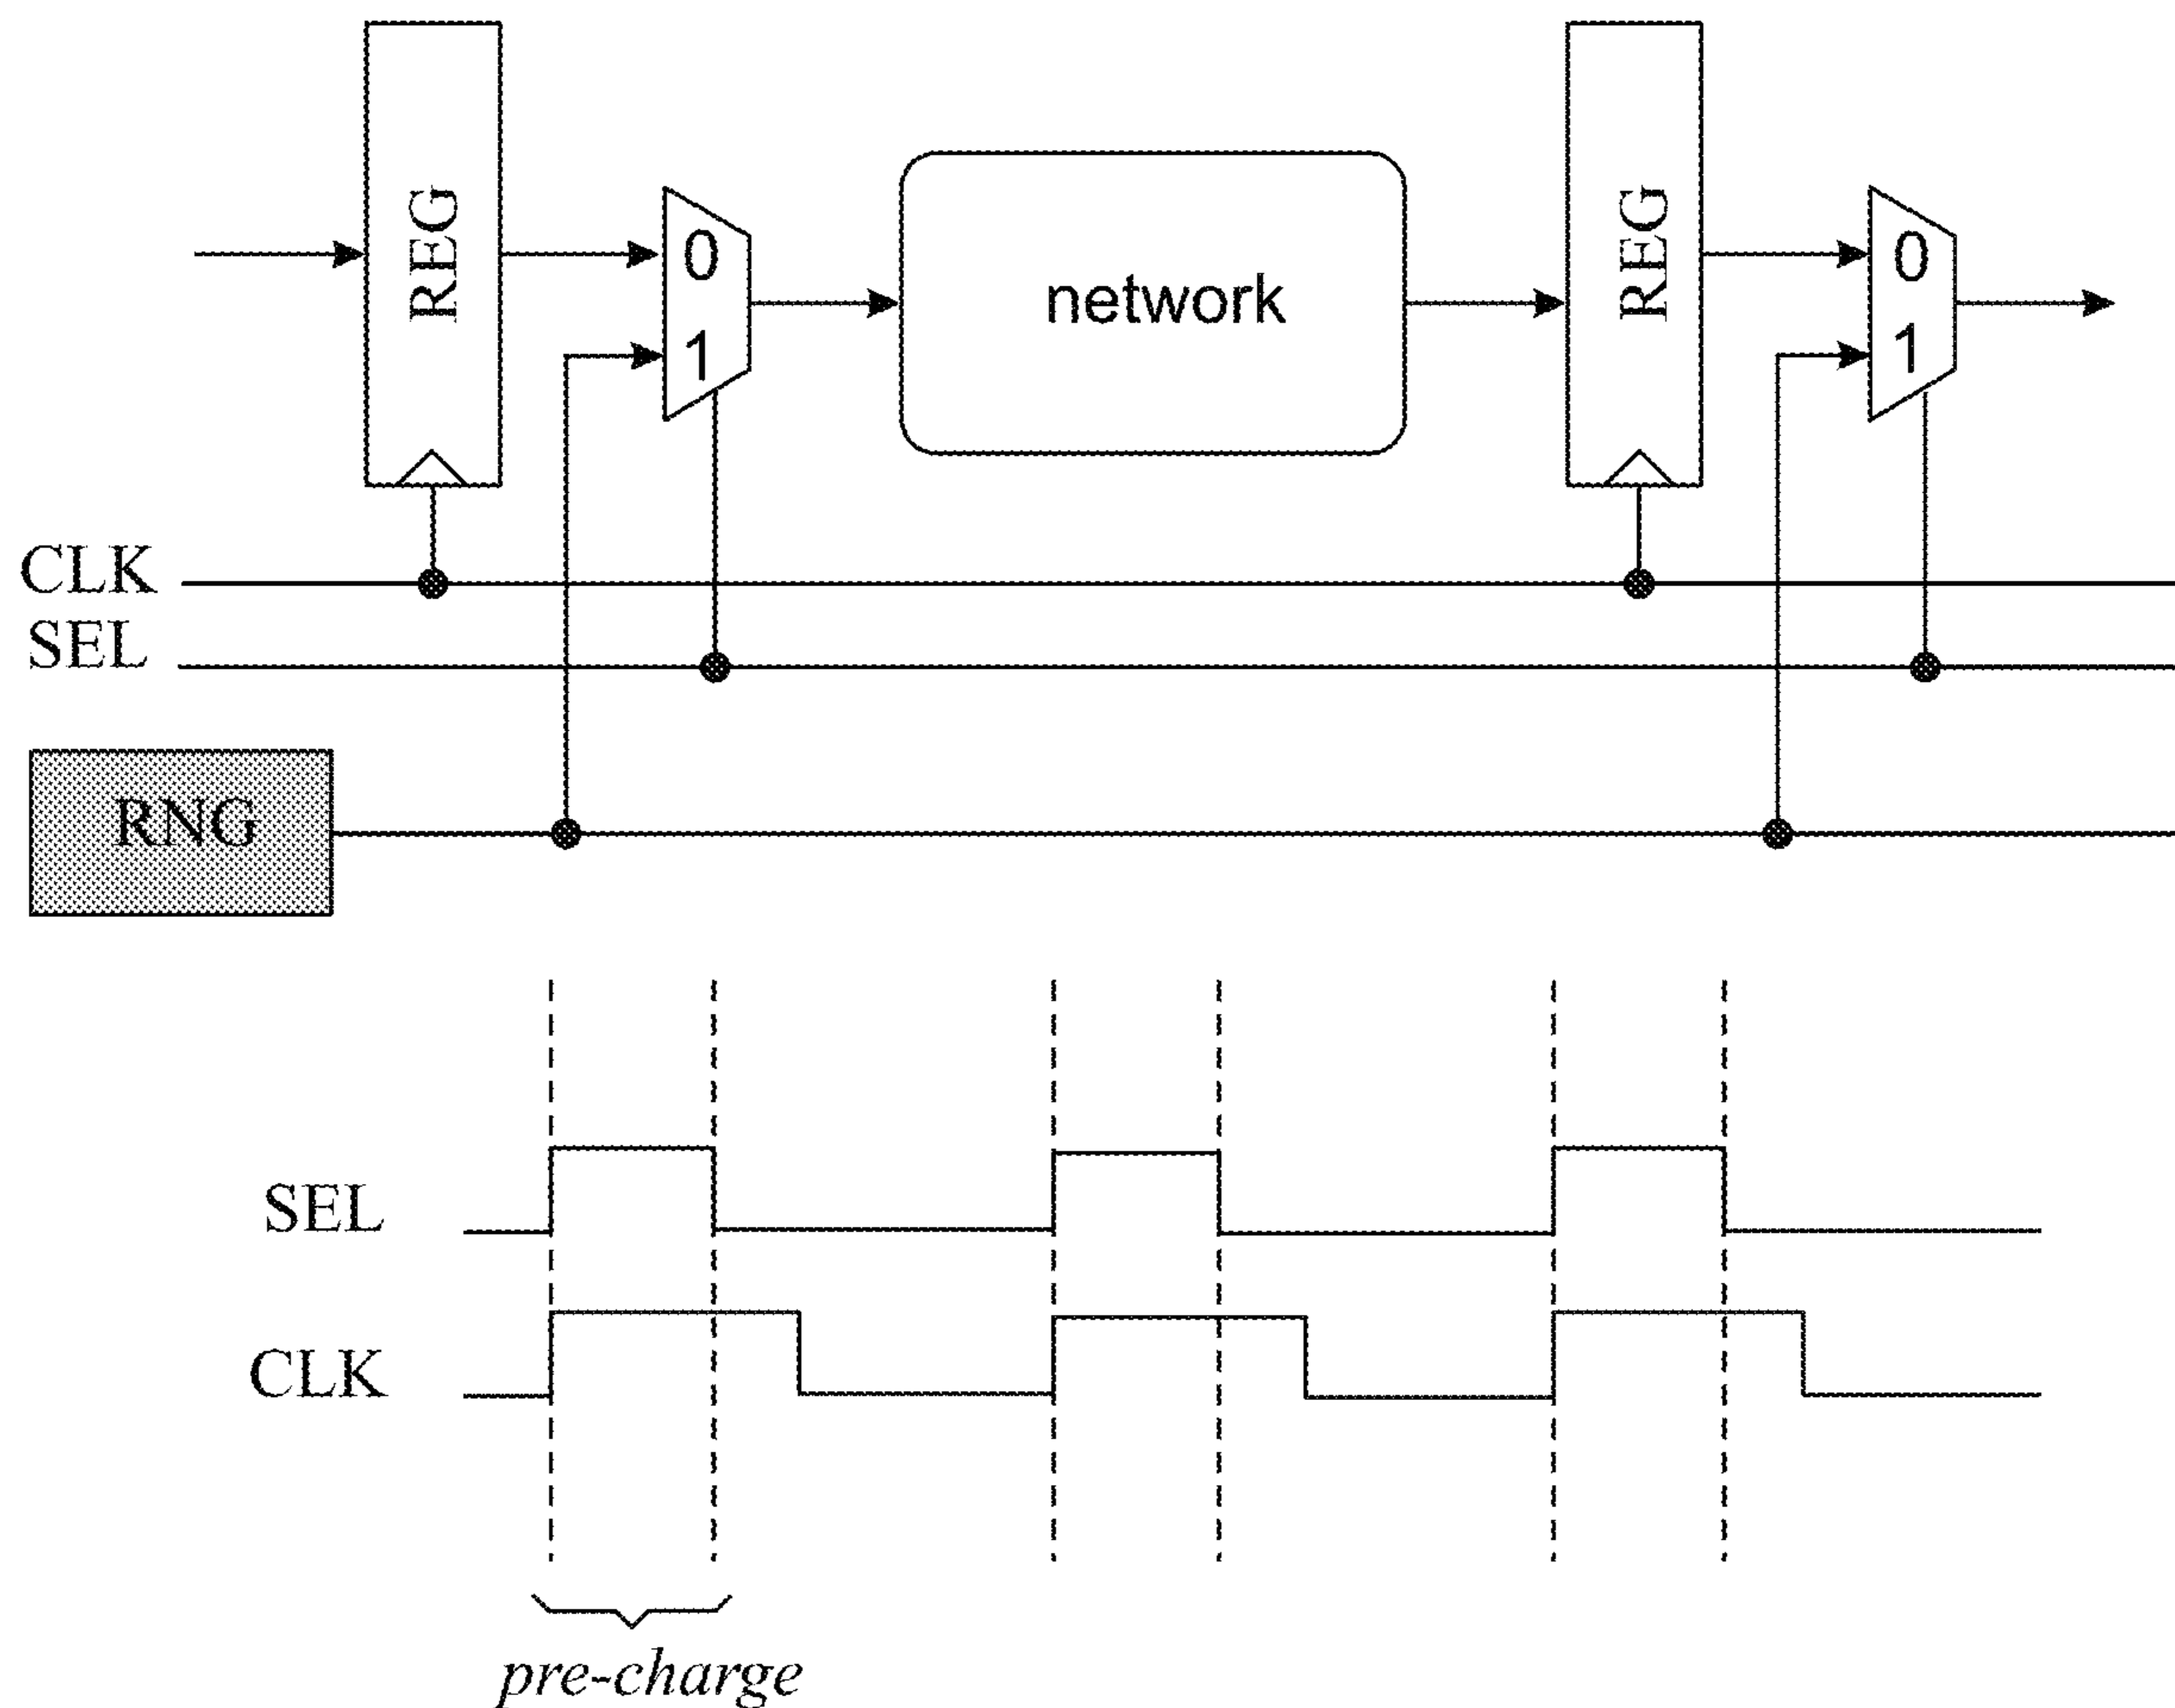 REG
REG
0
1
network
0
1
CLK
SEL
RNG
SEL
CLK
pre-charge